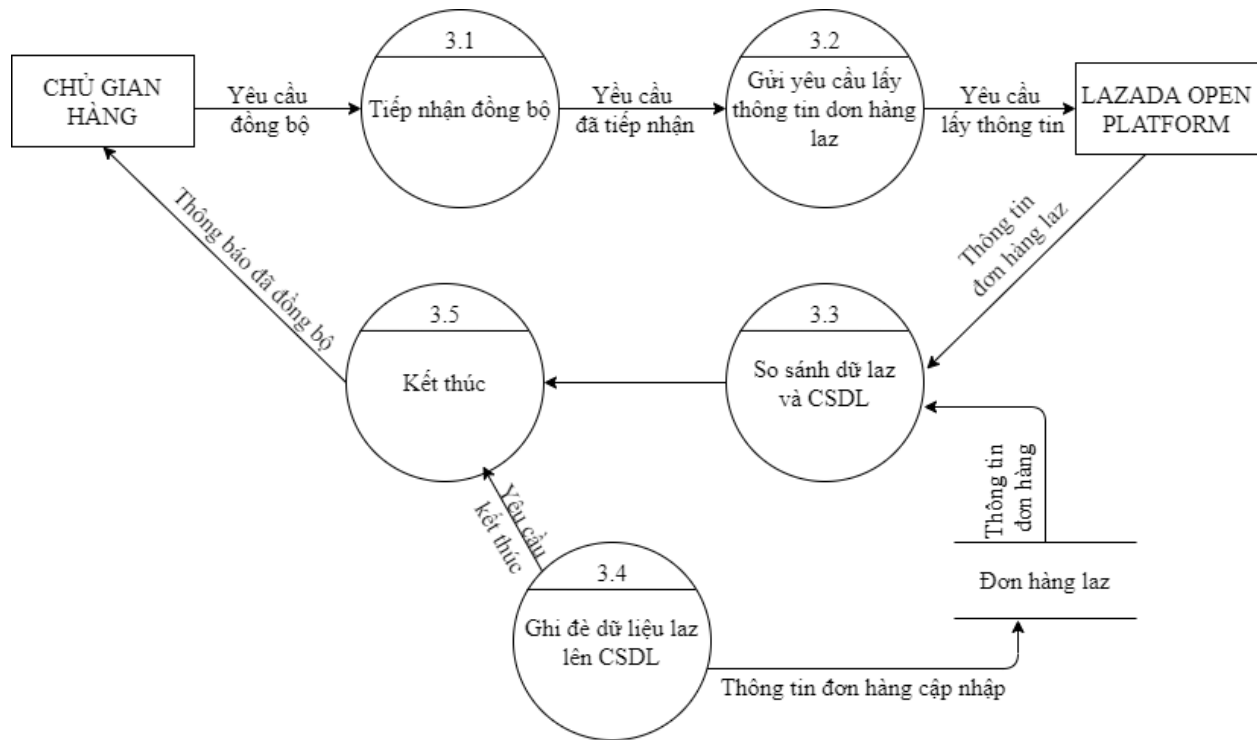 3.1
3.2
CHỦ GIAN
HÀNG
Yêu cầu
đồng bộ
Tiếp nhận đồng bộ
Yều cầu
đã tiếp nhận
Gửi yêu cầu lấy
thông tin dơn hàng
laz
Yêu cầu
lấy thông tin
LAZADA OPEN
PLATFORM
Thông báo đã đồng bộ
Thông tin
đơn hàng laz
3.5
Kết thúc
3.3
So sánh dữ laz
và CSDL
Yêu cầu
kết thúc
Thông tin
đơn hàng
3.4
Ghi đè dữ liệu laz
lên CSDL
Đơn hàng laz
Thông tin đơn hàng cập nhập